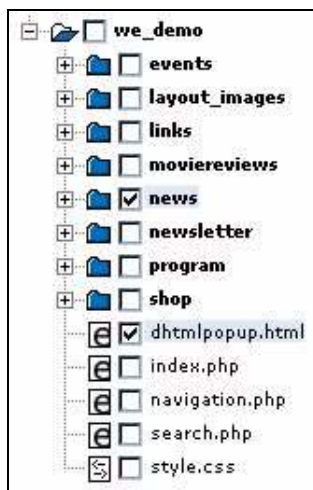 we_demo
events
layout_images
links
moviereviews
news
newsletter
program
shop
dhtmlpopup.html
index.php
navigation.php
search.php
style.css